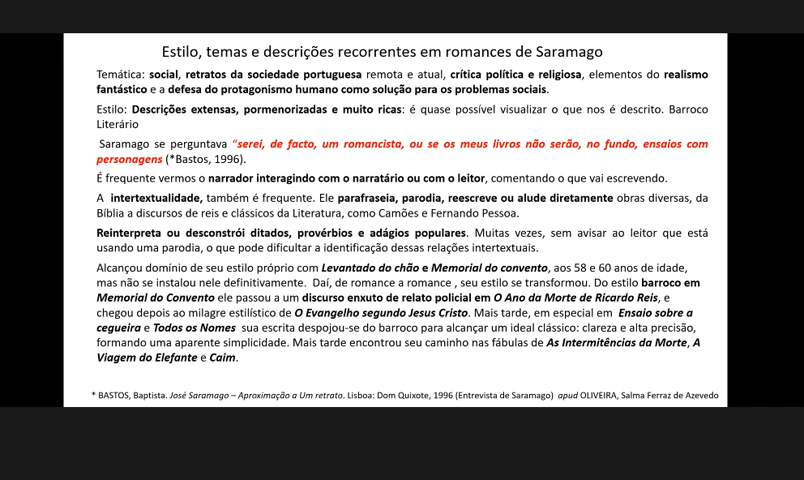 Estilo, temas e descrições recorrentes em romances de Saramago
Temática: social, retratos da sociedade portuguesa remota e atual, crítica política e religiosa, elementos do realismo
fantástico e a defesa do protagonismo humano como solução para os problemas sociais.
Estilo: Descrições extensas, pormenorizadas e muito ricas: é quase possível visualizar o que nos é descrito. Barroco
Literário
Saramago se perguntava "serei, de facto, um romancista, ou se os meus livros não serão, no fundo, ensaios com
personagens (*Bastos, 1996).
É frequente vermos o narrador interagindo com o narratário ou com o leitor, comentando o que vai escrevendo.
A intertextualidade, também é frequente. Ele parafraseia, parodia, reescreve ou alude diretamente obras diversas, da
Bíblia a discursos de reis e clássicos da Literatura, como Camões e Fernando Pessoa.
Reinterpreta ou desconstrói ditados, provérbios e adágios populares. Muitas vezes, sem avisar ao leitor que está
usando uma parodia, o que pode dificultar a identificação dessas relações intertextuais.
Alcançou domínio de seu estilo próprio com Levantado do chão e Memorial do convento, aos 58 e 60 anos de idade,
mas não se instalou nele definitivamente. Daí, de romance a romance , seu estilo se transformou. Do estilo barroco em
Memorial do Convento ele passou a um discurso enxuto de relato policial em O Ano da Morte de Ricardo Reis, e
chegou depois ao milagre estilístico de O Evangelho segundo Jesus Cristo. Mais tarde, em especial em Ensaio sobre a
cegueira e Todos os Nomes sua escrita despojou-se do barroco para alcançar um ideal clássico: clareza e alta precisão,
formando uma aparente simplicidade. Mais tarde encontrou seu caminho nas fábulas de As Intermitências da Morte, A
Viagem do Elefante e Caim.
* BASTOS, Baptista. José Saramago – Aproximação a Um retrato. Lisboa: Dom Quixote, 1996 (Entrevista de Saramago) apud OLIVEIRA, Salma Ferraz de Azevedo